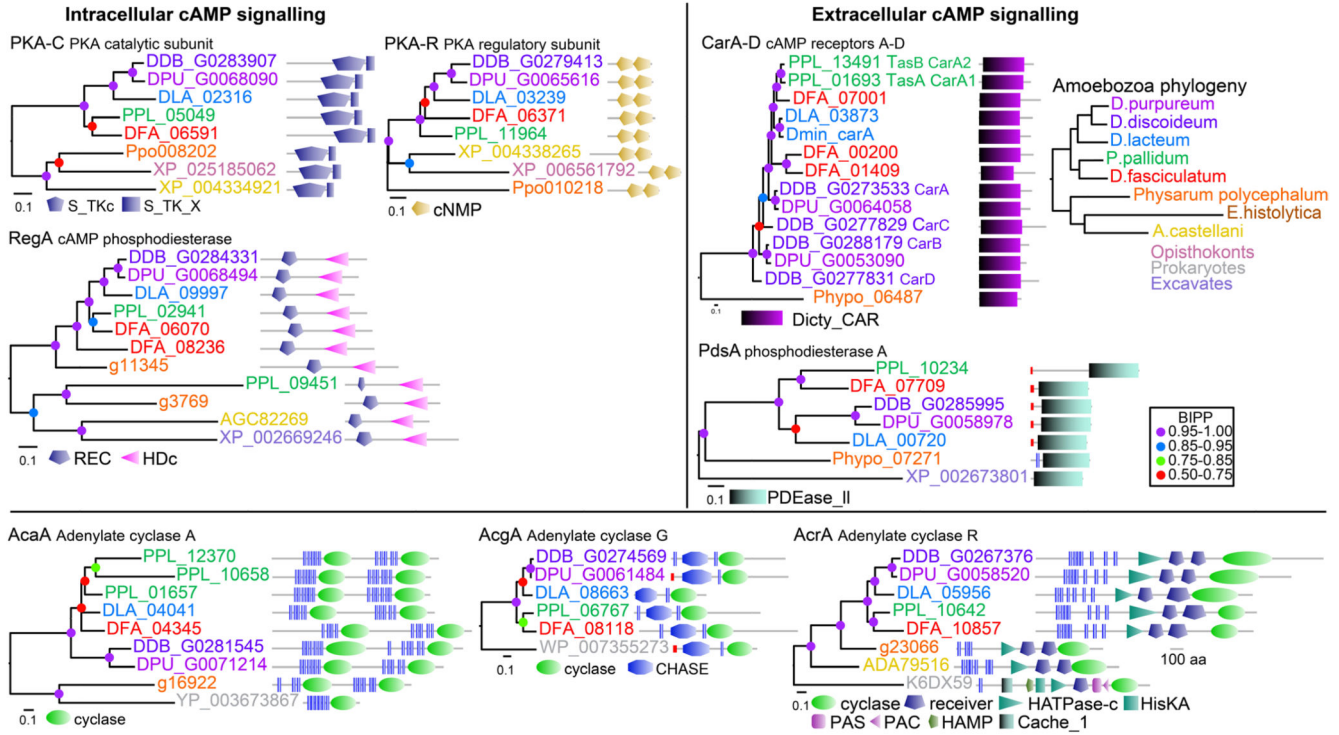 Intracellular cAMP signalling
Extracellular cAMP signalling
PKA-C PKA catalytic subunit
DDB_G0283907
DPU_G0068090
DLA_02316
PPL_05049
DFA_06591
Ppo008202
XP_025185062
XP_004334921
0.1
S_TKc
S_TK_X
PKA-R PKA regulatory subunit
DDB_G0279413
DPU_G0065616
DLA_03239
DFA_06371
PPL_11964
XP_004338265
XP_006561792
Ppo010218
0.1
cNMP
RegA cAMP phosphodiesterase
DDB_G0284331
DPU_G0068494
DLA_09997
PPL_02941
DFA_06070
DFA_08236
g11345
PPL_09451
g3769
AGC82269
XP_002669246
0.1
REC
HDc
CarA-D cAMP receptors A-D
PPL_13491 TasB CarA2
PPL_01693 TasA CarA1
DFA_07001
DLA_03873
Dmin_carA
DFA_00200
DFA_01409
DDB_G0273533 CarA
DPU_G0064058
DDB_G0277829 CarC
DDB_G0288179 CarB
DPU_G0053090
DDB_G0277831 CarD
Phypo_06487
0.1
Dicty_CAR
Amoebozoa phylogeny
D.purpureum
D.discoideum
D.lacteum
P.pallidum
D.fasciculatum
Physarum polycephalum
E.histolytica
A.castellani
Opisthokonts
Prokaryotes
Excavates
PdsA phosphodiesterase A
PPL_10234
DFA_07709
DDB_G0285995
DPU_G0058978
DLA_00720
Phypo_07271
XP_002673801
0.1
PDEase_II
BIPP
0.95-1.00
0.85-0.95
0.75-0.85
0.50-0.75
AcaA Adenylate cyclase A
PPL_12370
PPL_10658
PPL_01657
DLA_04041
DFA_04345
DDB_G0281545
DPU_G0071214
g16922
YP_003673867
0.1
cyclase
AcgA Adenylate cyclase G
DDB_G0274569
DPU_G0061484
DLA_08663
PPL_06767
DFA_08118
WP_007355273
0.1
cyclase
CHASE
AcrA Adenylate cyclase R
DDB_G0267376
DPU_G0058520
DLA_05956
PPL_10642
DFA_10857
g23066
ADA79516
K6DX59
100 aa
0.1
cyclase
receiver
HATPase-c
HisKA
PAS
PAC
HAMP
Cache_1